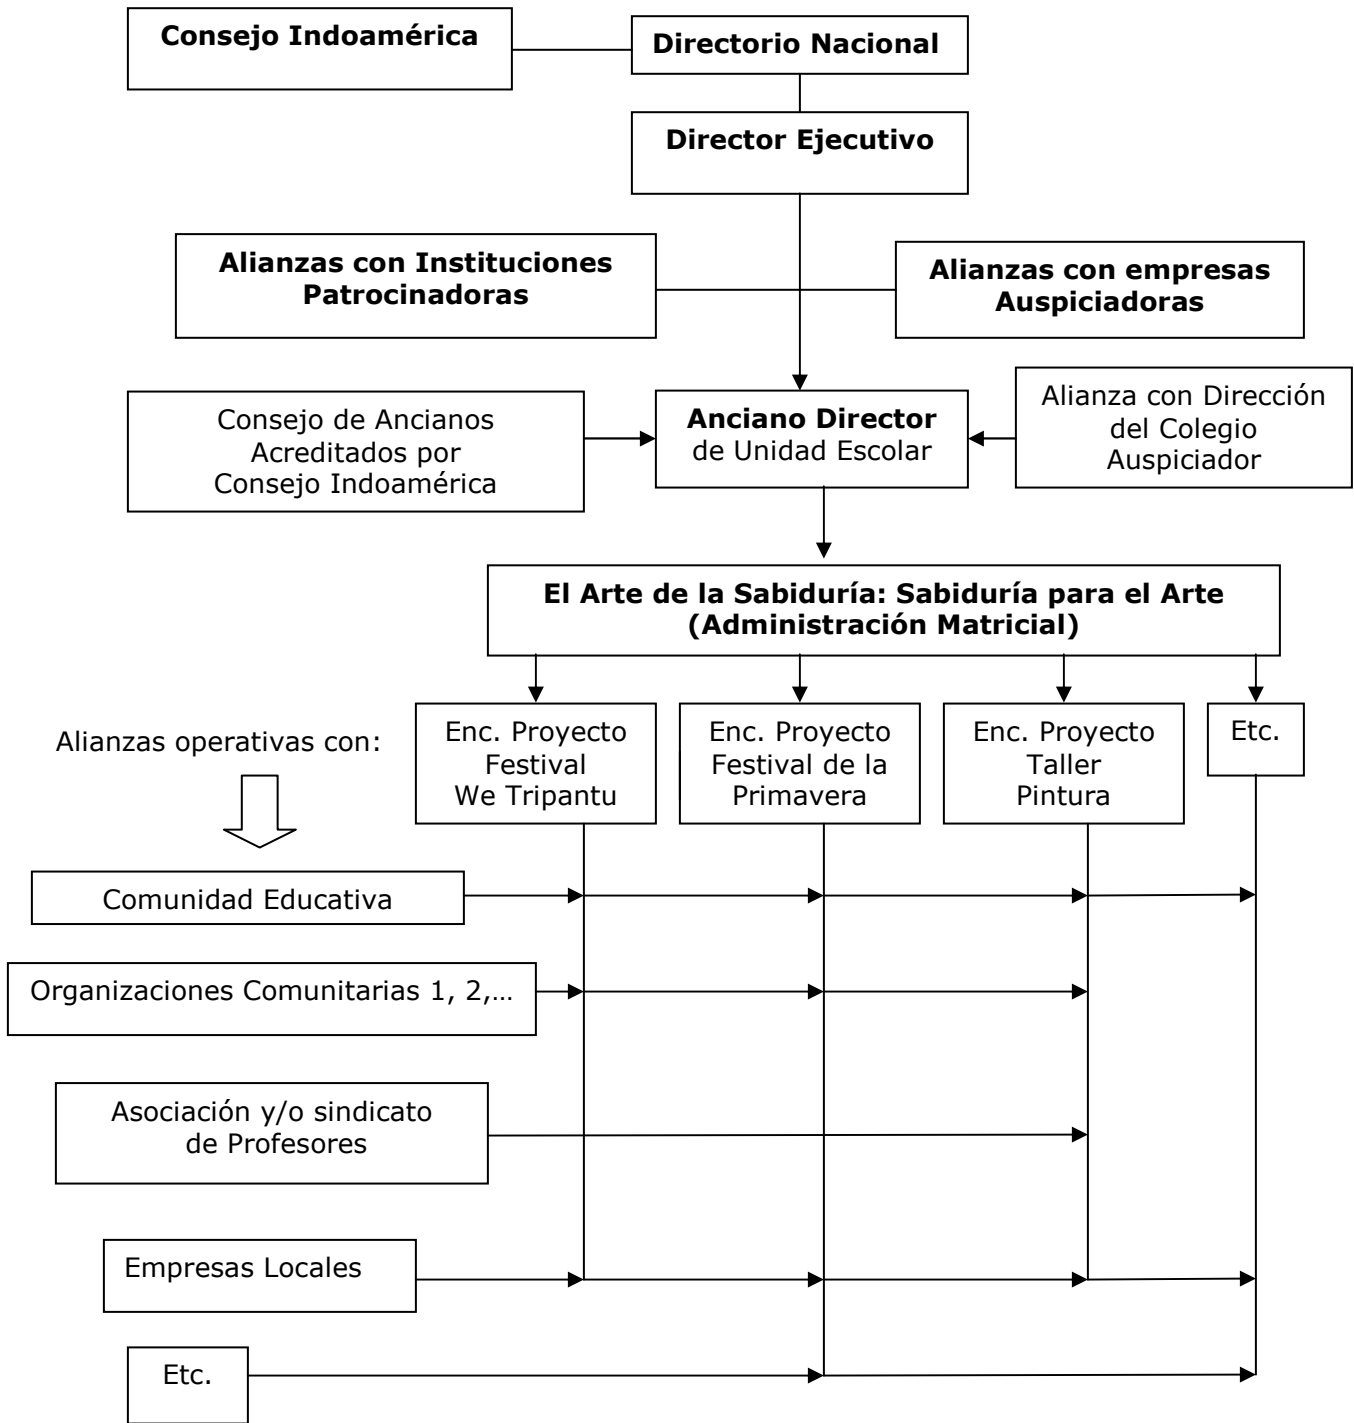 Consejo Indoamérica
Directorio Nacional
Director Ejecutivo
Alianzas con Instituciones
Patrocinadoras
Alianzas con empresas
Auspiciadoras
Consejo de Ancianos
Acreditados por
Consejo Indoamérica
Anciano Director
de Unidad Escolar
Alianza con Dirección
del Colegio
Auspiciador
El Arte de la Sabiduría: Sabiduría para el Arte
(Administración Matricial)
Enc. Proyecto
Festival
We Tripantu
Enc. Proyecto
Festival de la
Primavera
Enc. Proyecto
Taller
Pintura
Etc.
Alianzas operativas con:
Comunidad Educativa
Organizaciones Comunitarias 1, 2,…
Asociación y/o sindicato
de Profesores
Empresas Locales
Etc.